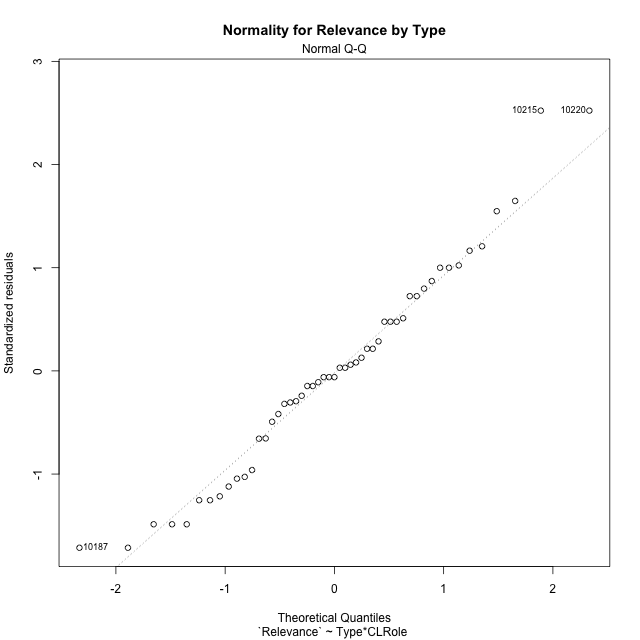 Normality for Relevance by Type
Normal Q-Q
3
2
1
0
-1
Standardized residuals
10215
10220
10187
-2
-1
0
1
2
Theoretical Quantiles
`Relevance` ~ Type*CLRole